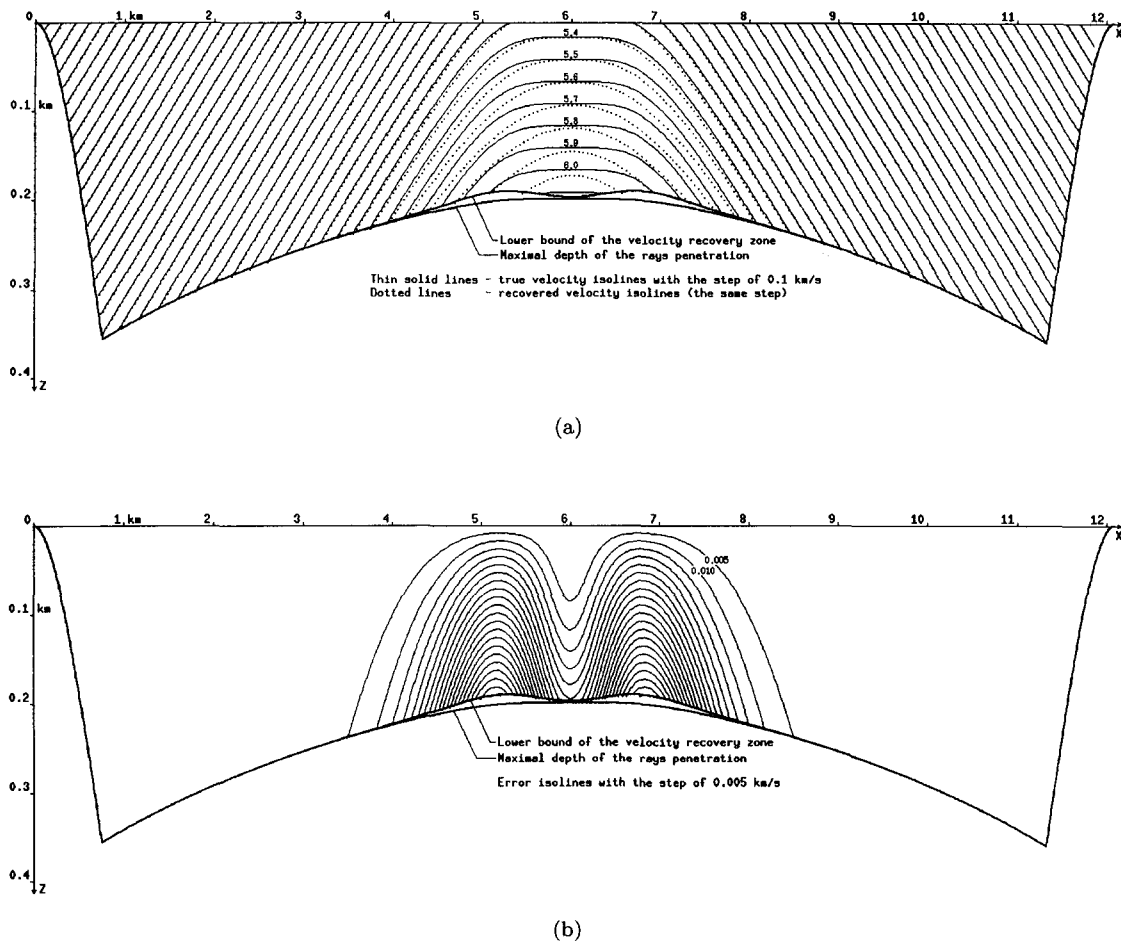 0 1 km 2 3 4 5 6 7 8 9 10 11 12
X
5.4
5.5
5.6
0.1 km
5.7
5.8
5.9
6.0
0.2
Lower bound of the velocity recovery zone
Maximal depth of the rays penetration
Thin solid lines - true velocity isolines with the step of 0.1 km/s
0.3
Dotted lines - recovered velocity isolines (the same step)
0.4
Z
(a)
0 1 km 2 3 4 5 6 7 8 9 10 11 12
X
0.005
0.010
0.1 km
0.2
Lower bound of the velocity recovery zone
Maximal depth of the rays penetration
Error isolines with the step of 0.005 km/s
0.3
0.4
Z
(b)